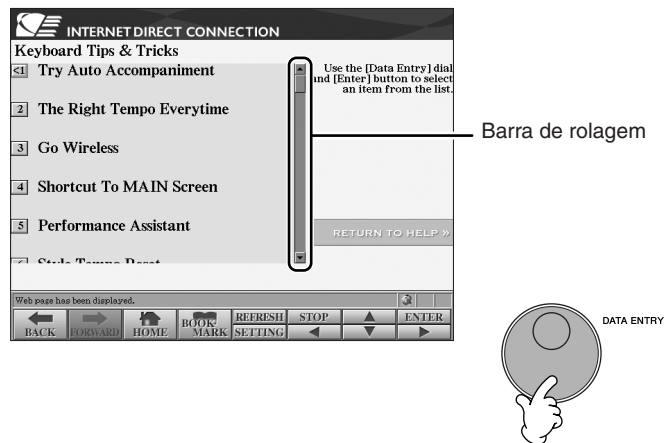 INTERNET DIRECT CONNECTION
Keyboard Tips & Tricks
<1 Try Auto Accompaniment
2 The Right Tempo Everytime
3 Go Wireless
4 Shortcut To MAIN Screen
5 Performance Assistant
Style Tempo Reset
Use the [Data Entry] dial
and [Enter] button to select
an item from the list.
RETURN TO HELP »
Barra de rolagem
Web page has been displayed.
BACK FORWARD HOME BOOK-MARK REFRESH STOP ENTER
SETTING
DATA ENTRY